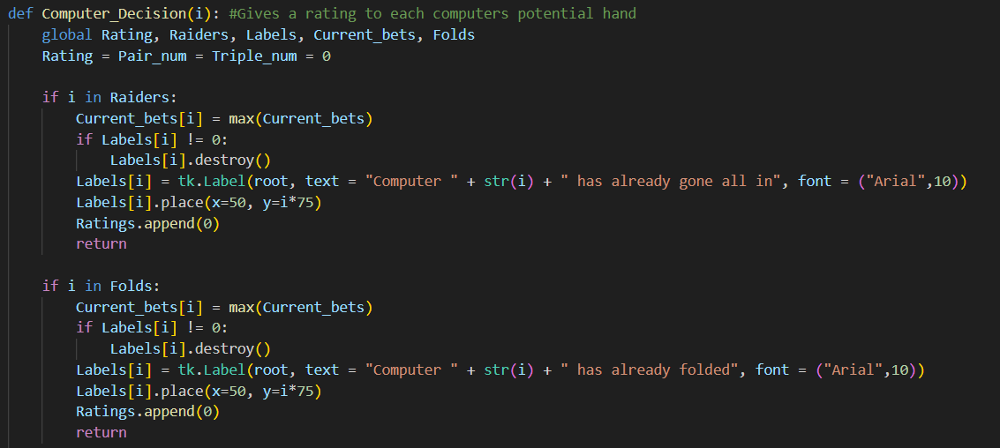 def Computer_Decision(i): #Gives a rating to each computers potential hand
global Rating, Raiders, Labels, Current_bets, Folds
Rating = Pair_num = Triple_num = 0
if i in Raiders:
Current_bets[i] = max(Current_bets)
if Labels[i] != 0:
Labels[i].destroy()
Labels[i] = tk.Label(root, text = "Computer " + str(i) + " has already gone all in", font = ("Arial",10))
Labels[i].place(x=50, y=i*75)
Ratings.append(0)
return
if i in Folds:
Current_bets[i] = max(Current_bets)
if Labels[i] != 0:
Labels[i].destroy()
Labels[i] = tk.Label(root, text = "Computer " + str(i) + " has already folded", font = ("Arial",10))
Labels[i].place(x=50, y=i*75)
Ratings.append(0)
return